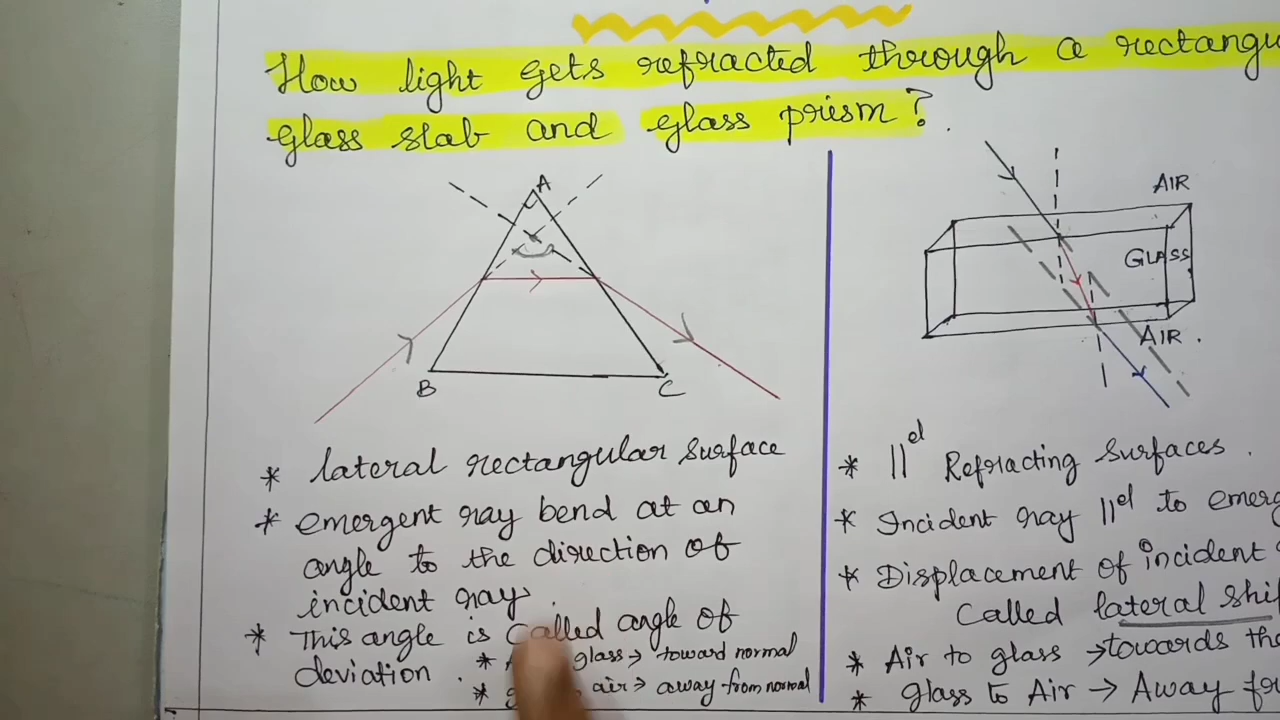 How light gets refracted through a rectangu
glass slab and glass prism?
A
B
C
* lateral rectangular surface
* emergent ray bend at an
angle to the direction of
incident ray.
* This angle is called angle of
deviation.
* glass → toward normal
* air → away from normal
AIR
GLASS
AIR.
* ||el Refracting surfaces.
* Incident ray ||el to emerg
* Displacement of incident
called lateral shi
* Air to glass → towards th
* glass to Air → Away